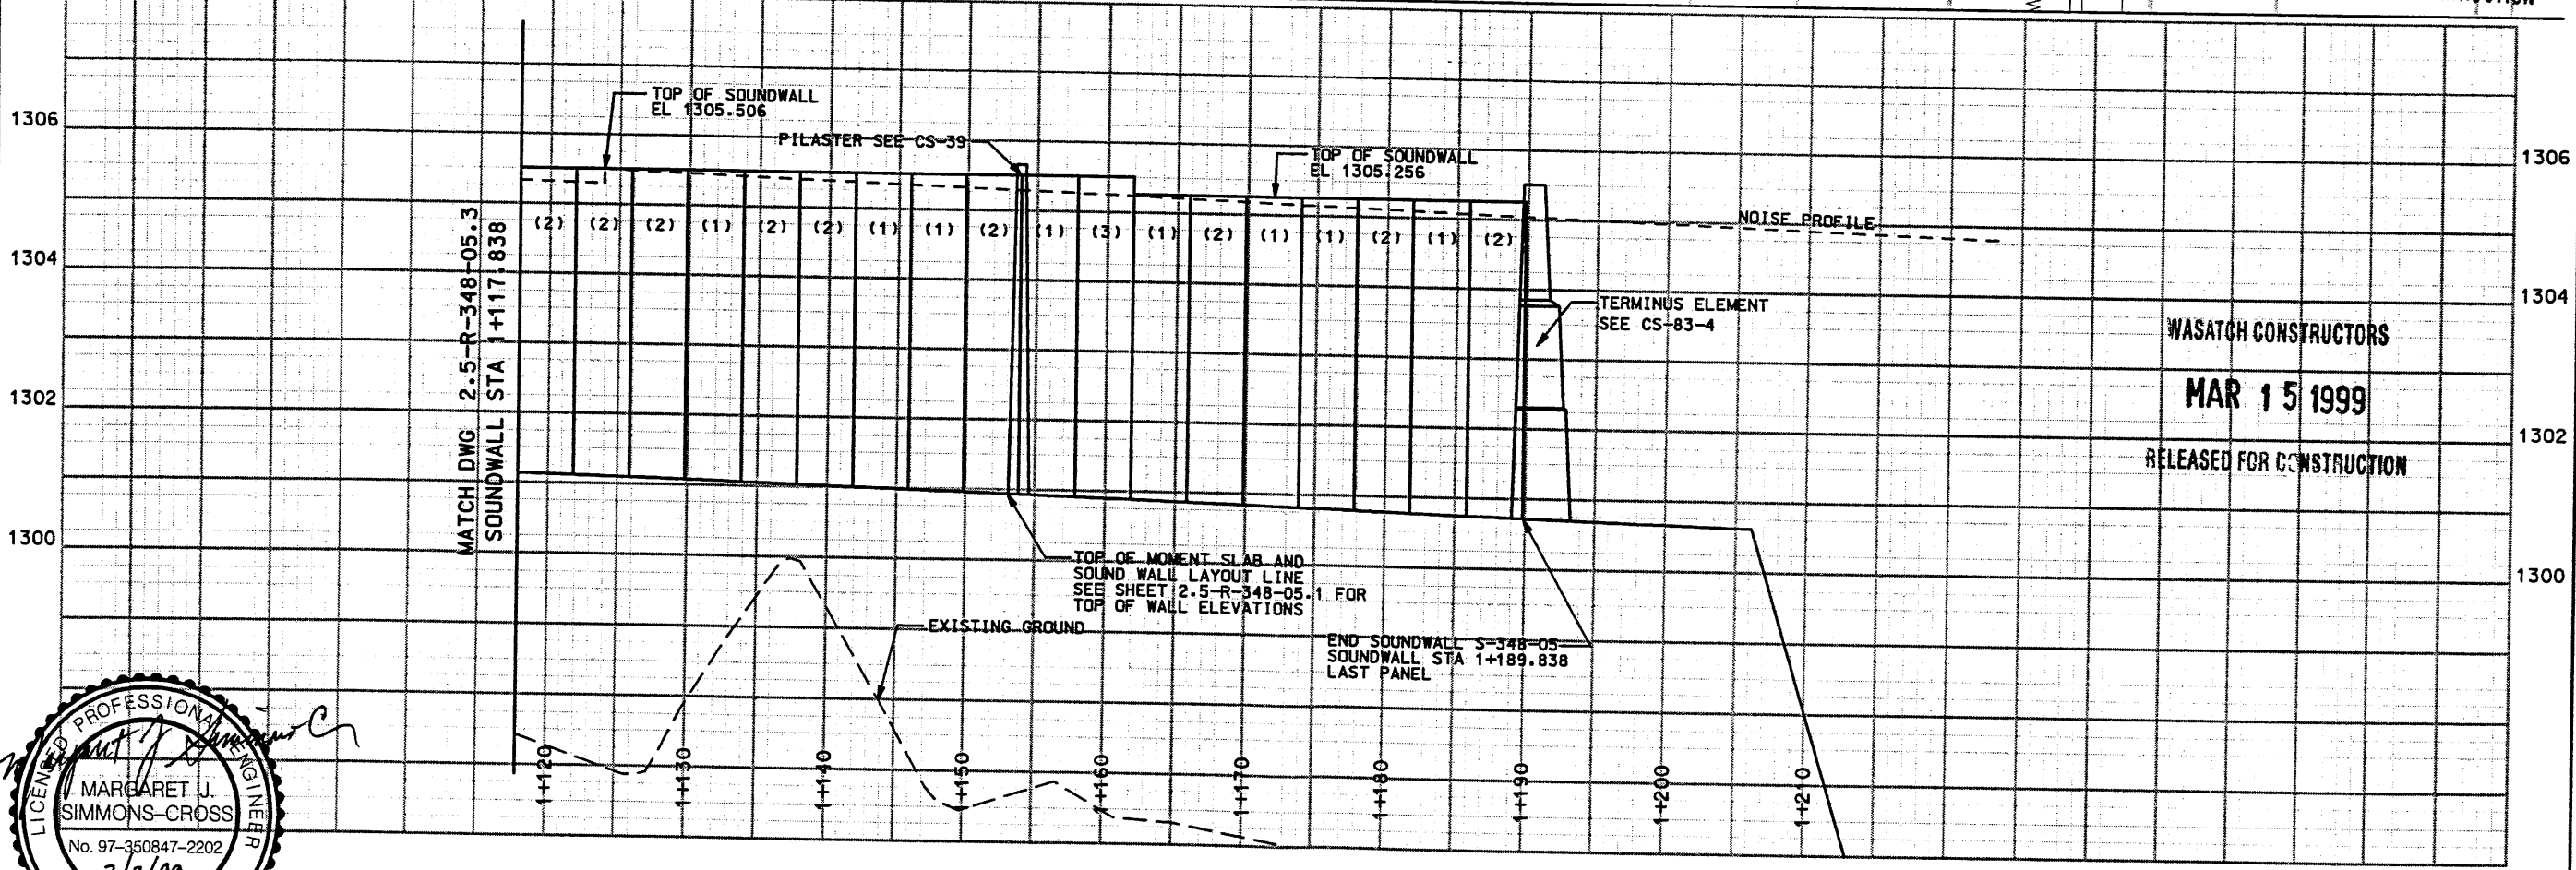 TOP OF SOUNDWALL
EL 1305.506
PILASTER SEE CS-39
TOP OF SOUNDWALL
EL 1305.256
1306
1306
MATCH DWG 2.5-R-348-05.3
SOUNDWALL STA 1+117.838
(2) (2) (2) (1) (2) (2) (1) (1) (2) (1) (3) (1) (2) (1) (1) (2) (1) (2)
NOISE PROFILE
1304
1304
TERMINUS ELEMENT
SEE CS-83-4
WASATCH CONSTRUCTORS
MAR 15 1999
RELEASED FOR CONSTRUCTION
1302
1302
1300
1300
TOP OF MOMENT SLAB AND
SOUND WALL LAYOUT LINE
SEE SHEET 2.5-R-348-05.1 FOR
TOP OF WALL ELEVATIONS
EXISTING GROUND
END SOUNDWALL S-348-05
SOUNDWALL STA 1+189.838
LAST PANEL
1+120 1+130 1+140 1+150 1+160 1+170 1+180 1+190 1+200 1+210
LICENSED PROFESSIONAL ENGINEER
MARGARET J.
SIMMONS-CROSS
No. 97-350847-2202